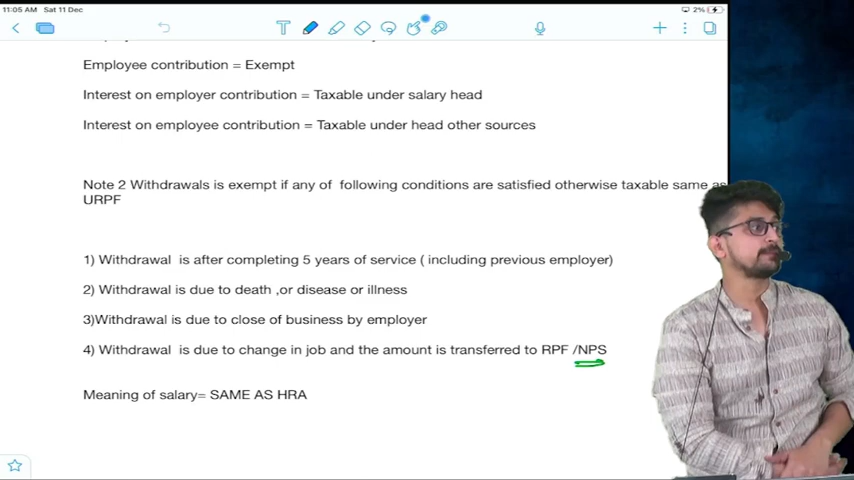 11:05 AM Sat 11 Dec
2%
Employee contribution = Exempt
Interest on employer contribution = Taxable under salary head
Interest on employee contribution = Taxable under head other sources
Note 2 Withdrawals is exempt if any of following conditions are satisfied otherwise taxable same as
URPF
1) Withdrawal is after completing 5 years of service ( including previous employer)
2) Withdrawal is due to death ,or disease or illness
3)Withdrawal is due to close of business by employer
4) Withdrawal is due to change in job and the amount is transferred to RPF /NPS
Meaning of salary= SAME AS HRA